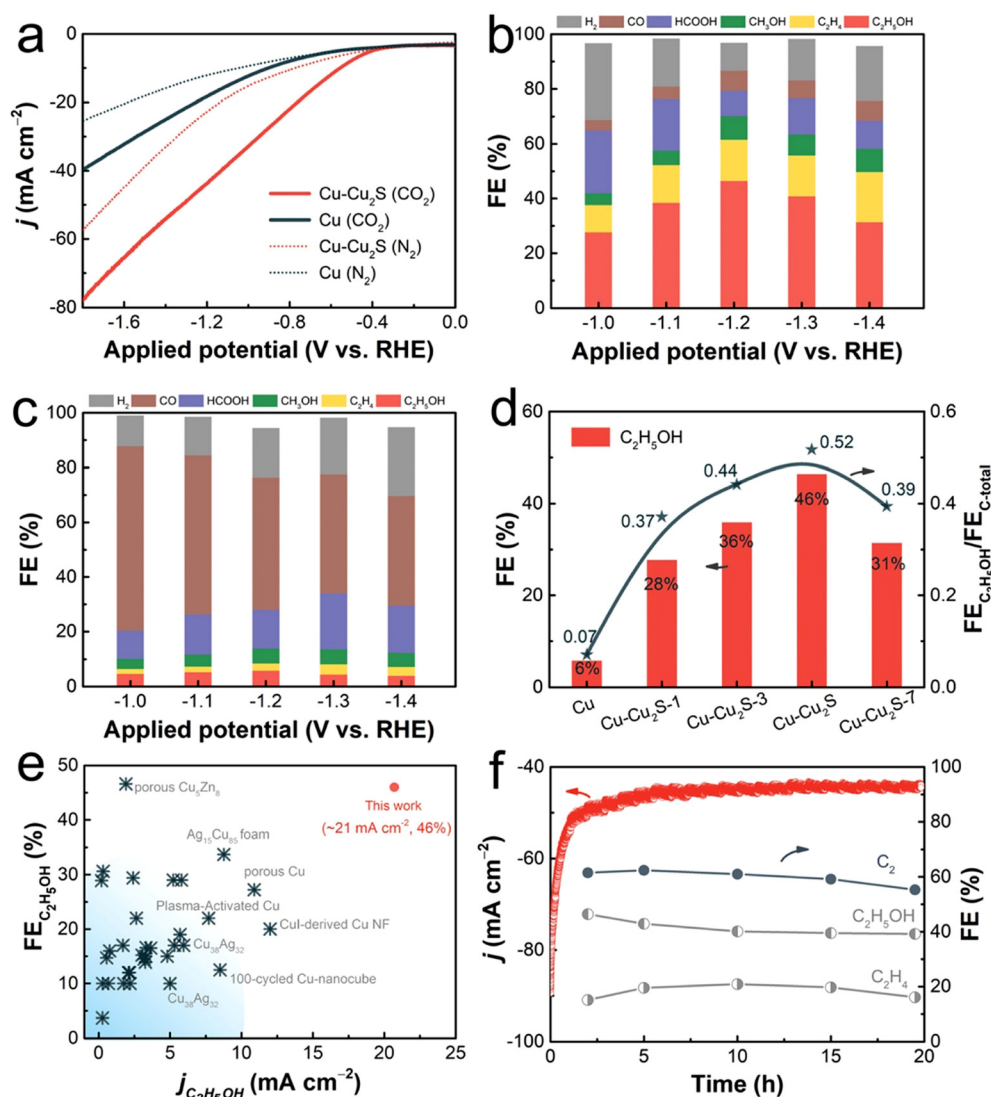 a
0
-20
-40
-60
-80
j (mA cm⁻²)
Cu-Cu₂S (CO₂)
Cu (CO₂)
Cu-Cu₂S (N₂)
Cu (N₂)
-1.6 -1.2 -0.8 -0.4 0.0
Applied potential (V vs. RHE)
b
H₂ CO HCOOH CH₃OH C₂H₄ C₂H₅OH
100
80
60
40
20
0
FE (%)
-1.0 -1.1 -1.2 -1.3 -1.4
Applied potential (V vs. RHE)
c
H₂ CO HCOOH CH₃OH C₂H₄ C₂H₅OH
100
80
60
40
20
0
FE (%)
-1.0 -1.1 -1.2 -1.3 -1.4
Applied potential (V vs. RHE)
d
60
40
20
0
FE (%)
C₂H₅OH
0.07
0.37
0.44
0.52
0.39
6%
28%
36%
46%
31%
0.6
0.4
0.2
0.0
FE C₂H₅OH/FE C-total
Cu Cu-Cu₂S-1 Cu-Cu₂S-3 Cu-Cu₂S Cu-Cu₂S-7
e
50
40
30
20
10
0
FE C₂H₅OH (%)
porous Cu₅Zn₈
This work
(~21 mA cm⁻², 46%)
Ag₁₅Cu₈₅ foam
porous Cu
Plasma-Activated Cu
CuI-derived Cu NF
Cu₃₈Ag₃₂
100-cycled Cu-nanocube
Cu₃₈Ag₃₂
0 5 10 15 20 25
j C₂H₅OH (mA cm⁻²)
f
-40
-60
-80
-100
j (mA cm⁻²)
C₂
C₂H₅OH
C₂H₄
100
80
60
40
20
0
FE (%)
0 5 10 15 20
Time (h)